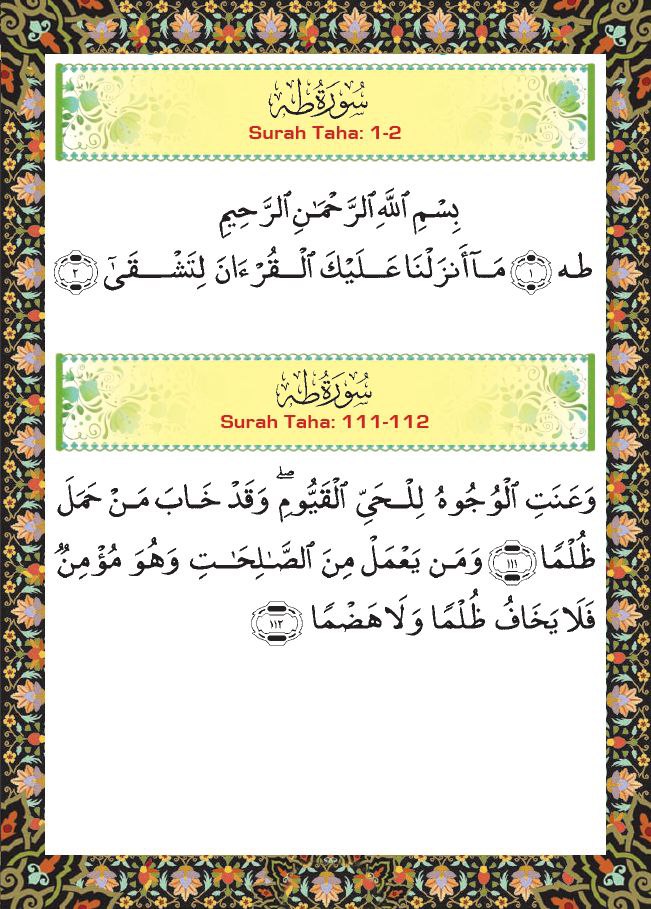 سُورَةُ طه
Surah Taha: 1-2
بِسْمِ ٱللَّهِ ٱلرَّحْمَـٰنِ ٱلرَّحِيمِ
طه ١ مَآ أَنزَلْنَا عَلَيْكَ ٱلْقُرْءَانَ لِتَشْقَىٰٓ ٢
سُورَةُ طه
Surah Taha: 111-112
وَعَنَتِ ٱلْوُجُوهُ لِلْحَىِّ ٱلْقَيُّومِ ۖ وَقَدْ خَابَ مَنْ حَمَلَ
ظُلْمًا ١١١ وَمَن يَعْمَلْ مِنَ ٱلصَّـٰلِحَـٰتِ وَهُوَ مُؤْمِنٌ
فَلَا يَخَافُ ظُلْمًا وَلَا هَضْمًا ١١٢